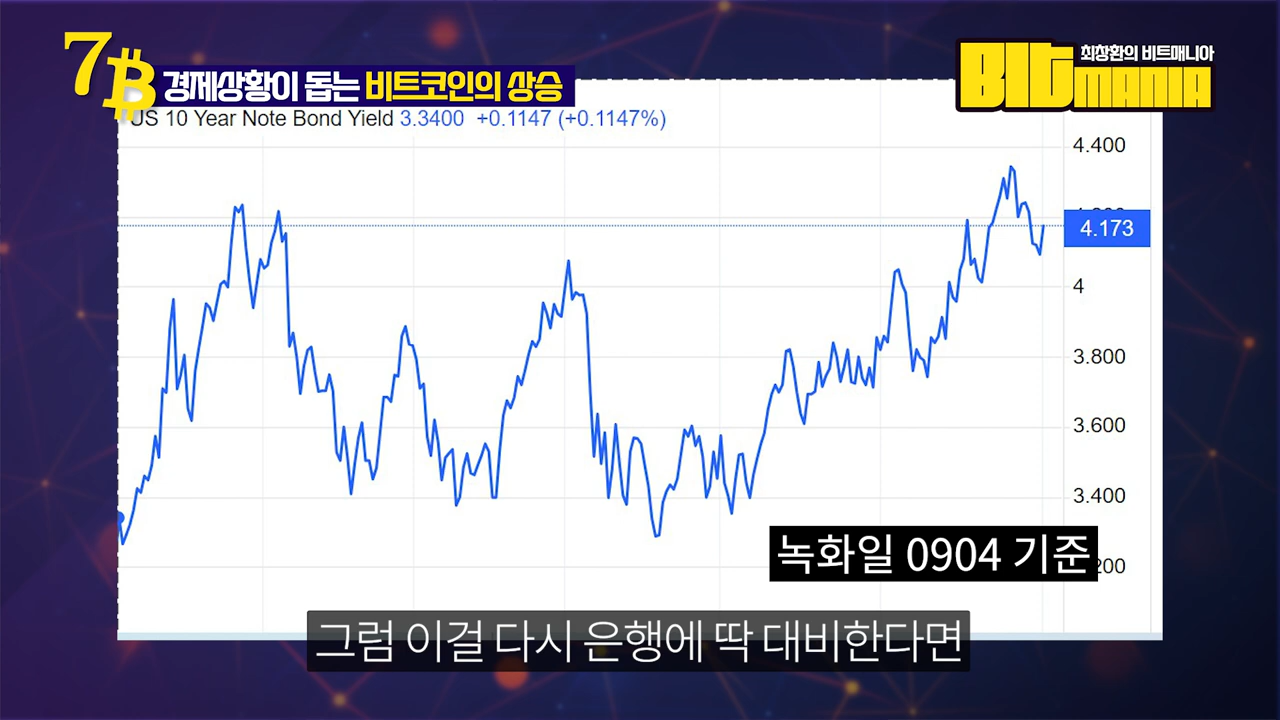 7 경제상황이 돕는 비트코인의 상승
최창환의 비트매니아
BIT MANIA
US 10 Year Note Bond Yield 3.3400 +0.1147 (+0.1147%)
4.400
4.173
4
3.800
3.600
3.400
녹화일 0904 기준
그럼 이걸 다시 은행에 딱 대비한다면